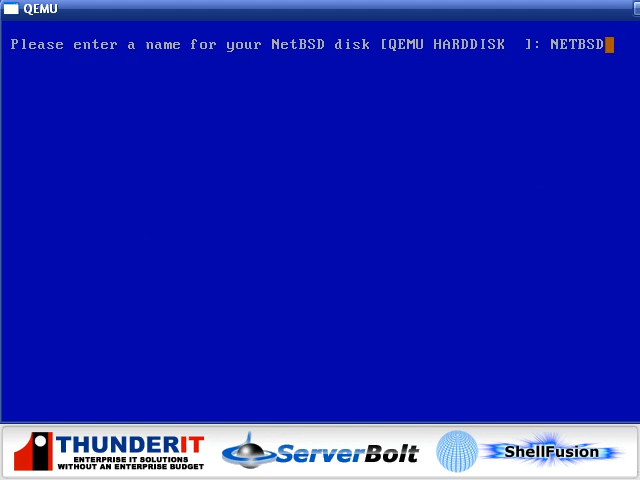 QEMU
Please enter a name for your NetBSD disk [QEMU HARDDISK  ]: NETBSD
THUNDERIT
ENTERPRISE IT SOLUTIONS
WITHOUT AN ENTERPRISE BUDGET
ServerBolt
ShellFusion